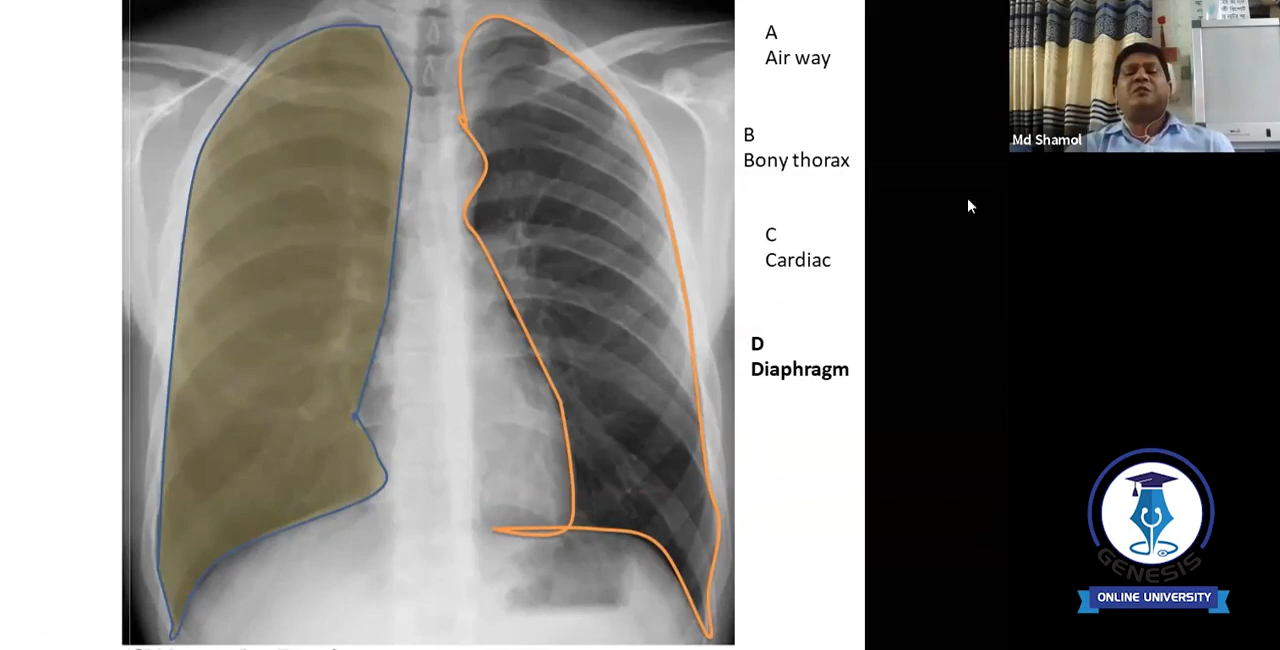 A
Air way
B
Bony thorax
C
Cardiac
D
Diaphragm
Md Shamol
GENESIS
ONLINE UNIVERSITY